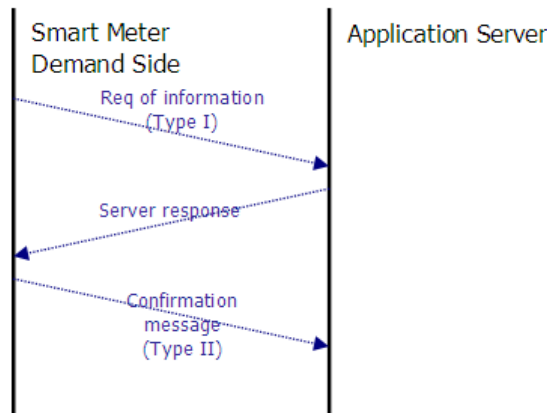 Smart Meter
Demand Side
Application Server
Req of information
(Type I)
Server response
Confirmation
message
(Type II)